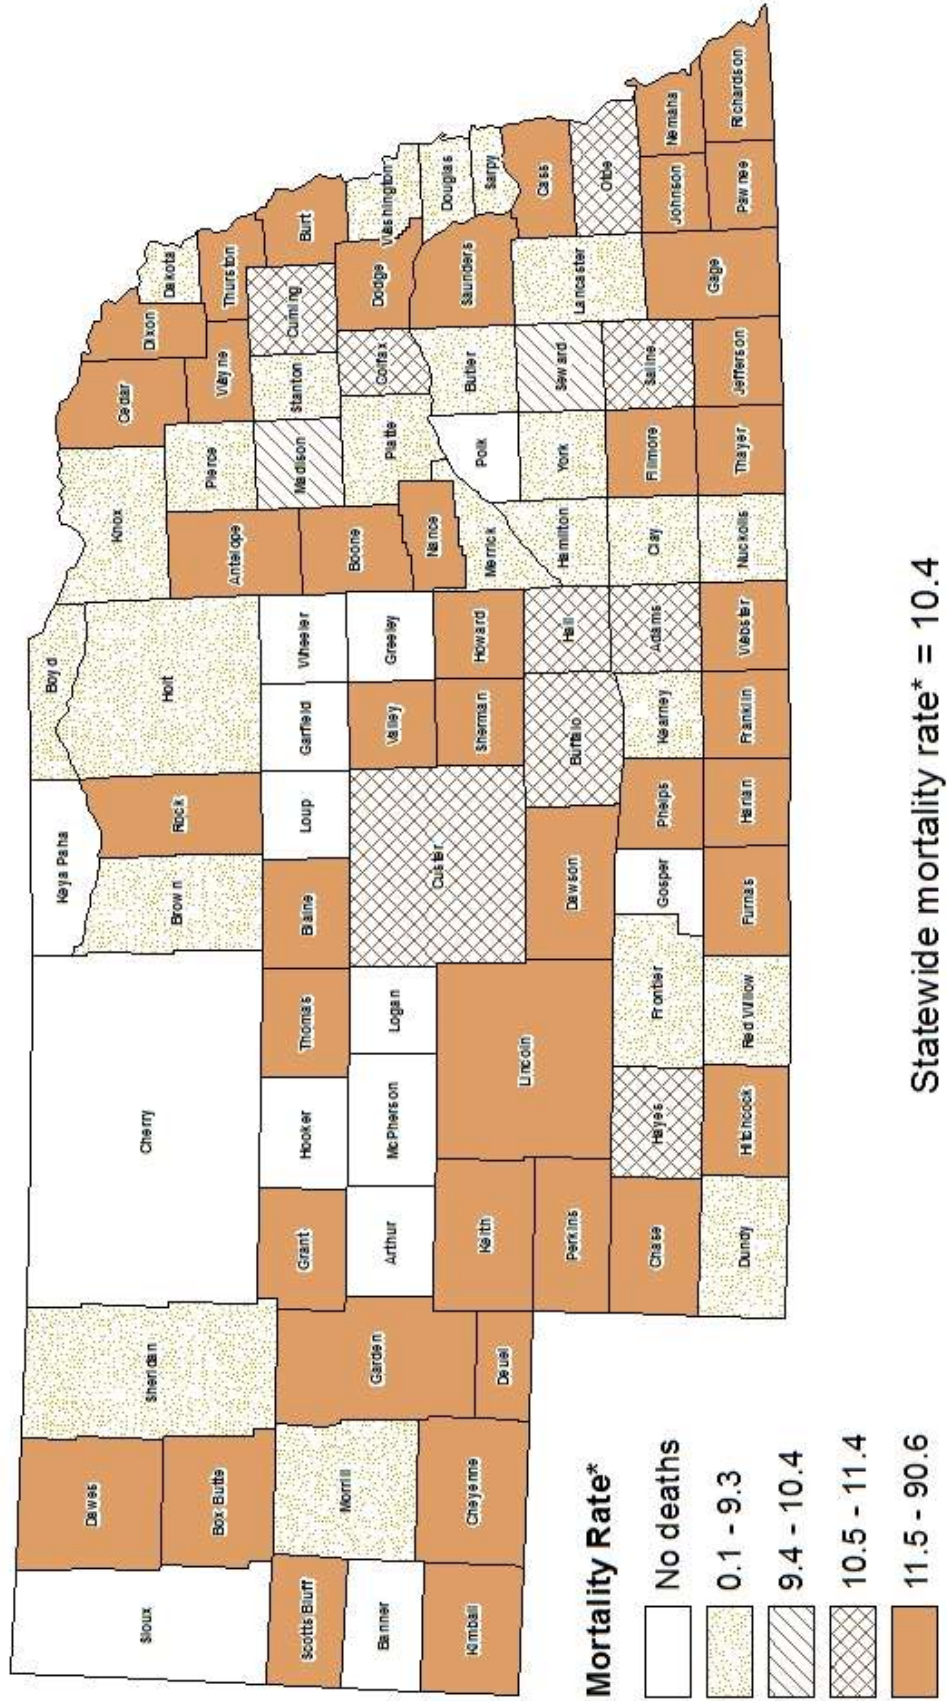 Sioux
Dawes
Box Butte
Sheridan
Scotts Bluff
Banner
Kimball
Morrill
Cheyenne
Garden
Deuel
Cherry
Grant
Hooker
Thomas
Blaine
Loup
Garfield
Wheeler
Arthur
McPherson
Logan
Custer
Valley
Greeley
Keith
Lincoln
Perkins
Chase
Hayes
Frontier
Gosper
Phelps
Kearney
Adams
Dundy
Hitchcock
Red Willow
Furnas
Harlan
Franklin
Webster
Keya Paha
Brown
Rock
Boyd
Holt
Knox
Antelope
Boone
Nance
Sherman
Howard
Dawson
Buffalo
Hall
Merrick
Hamilton
Clay
Nuckolls
Cedar
Pierce
Madison
Platte
Polk
York
Fillmore
Thayer
Dixon
Wayne
Stanton
Colfax
Butler
Seward
Saline
Jefferson
Dakota
Thurston
Cuming
Burt
Dodge
Washington
Saunders
Douglas
Sarpy
Lancaster
Cass
Otoe
Gage
Johnson
Nemaha
Pawnee
Richardson
Mortality Rate*
No deaths
0.1 - 9.3
9.4 - 10.4
10.5 - 11.4
11.5 - 90.6
Statewide mortality rate* = 10.4